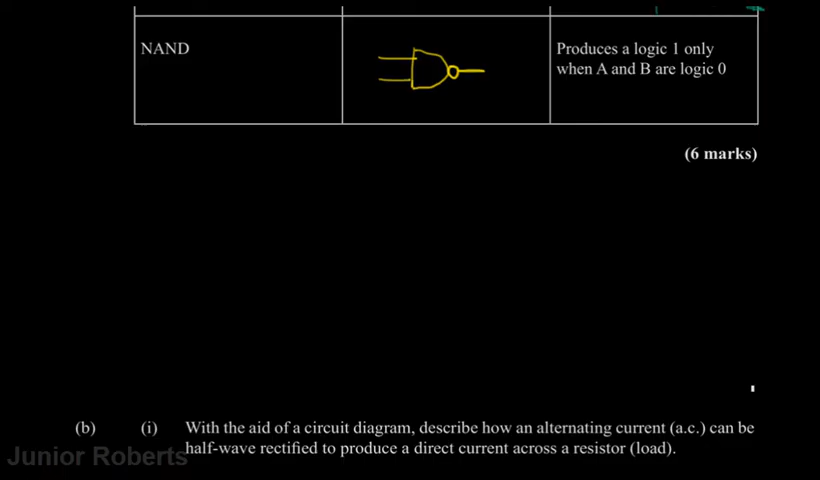 NAND
Produces a logic 1 only
when A and B are logic 0
(6 marks)
(b) (i) With the aid of a circuit diagram, describe how an alternating current (a.c.) can be
half-wave rectified to produce a direct current across a resistor (load).
Junior Roberts